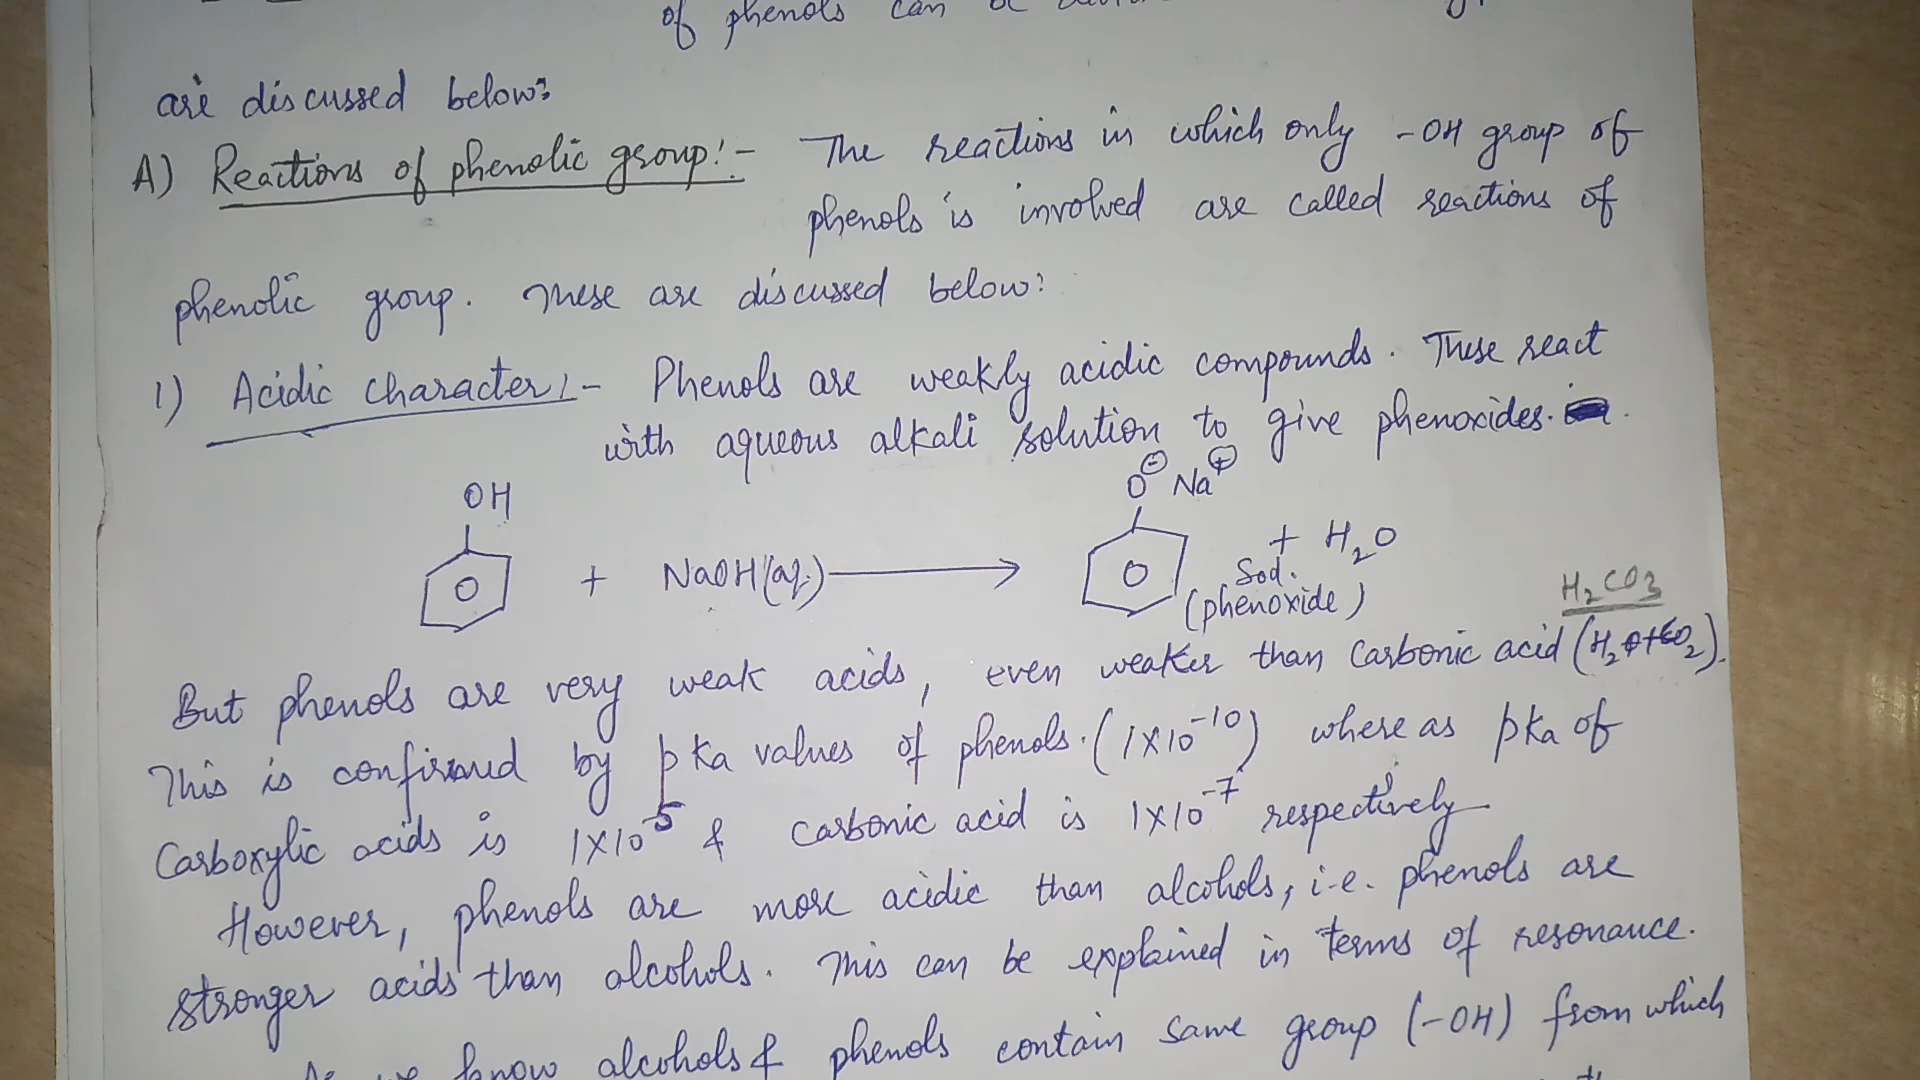 of phenols can be
are discussed below:
A) Reactions of phenolic group:- The reactions in which only -OH group of
phenols is involved are called reactions of
phenolic group. These are discussed below:
1) Acidic character:- Phenols are weakly acidic compounds. These react
with aqueous alkali solution to give phenoxides.
OH
O⊖ Na⊕
+ NaOH(aq.) ⟶ + H₂O
Sod.
(phenoxide)
H₂CO₃
But phenols are very weak acids, even weaker than Carbonic acid (H₂O+CO₂).
This is confirmed by pka values of phenols. (1×10⁻¹⁰) where as pka of
Carboxylic acids is 1×10⁻⁵ & carbonic acid is 1×10⁻⁷ respectively
However, phenols are more acidic than alcohols, i.e. phenols are
stronger acids than alcohols. This can be explained in terms of resonance.
As we know alcohols & phenols contain same group (-OH) from which